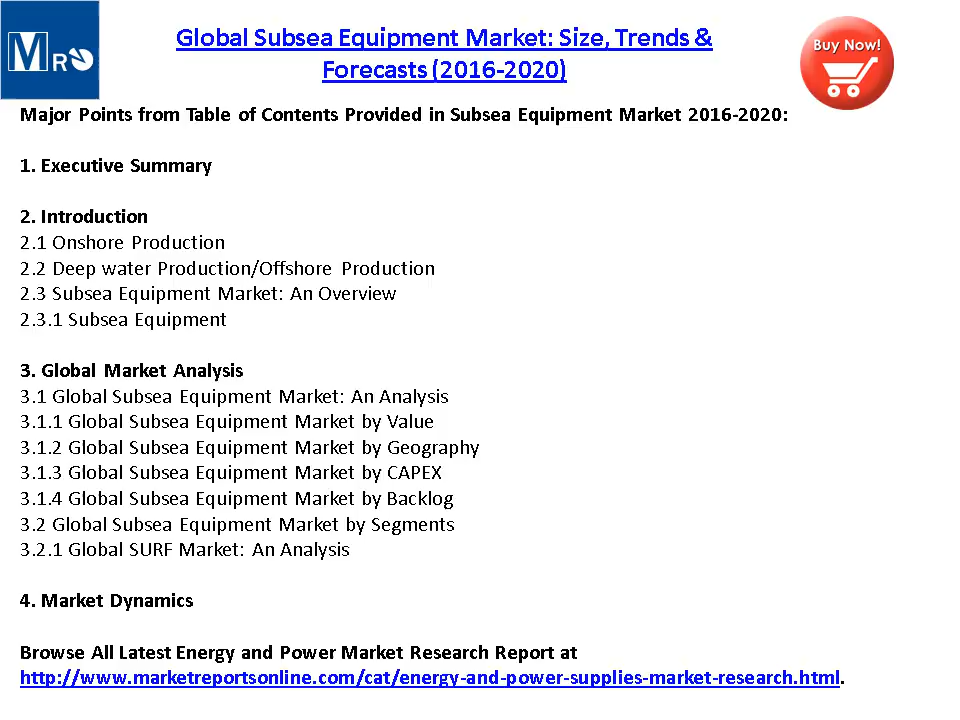 MRO
Global Subsea Equipment Market: Size, Trends &
Forecasts (2016-2020)
Buy Now!
Major Points from Table of Contents Provided in Subsea Equipment Market 2016-2020:
1. Executive Summary
2. Introduction
2.1 Onshore Production
2.2 Deep water Production/Offshore Production
2.3 Subsea Equipment Market: An Overview
2.3.1 Subsea Equipment
3. Global Market Analysis
3.1 Global Subsea Equipment Market: An Analysis
3.1.1 Global Subsea Equipment Market by Value
3.1.2 Global Subsea Equipment Market by Geography
3.1.3 Global Subsea Equipment Market by CAPEX
3.1.4 Global Subsea Equipment Market by Backlog
3.2 Global Subsea Equipment Market by Segments
3.2.1 Global SURF Market: An Analysis
4. Market Dynamics
Browse All Latest Energy and Power Market Research Report at
http://www.marketreportsonline.com/cat/energy-and-power-supplies-market-research.html.